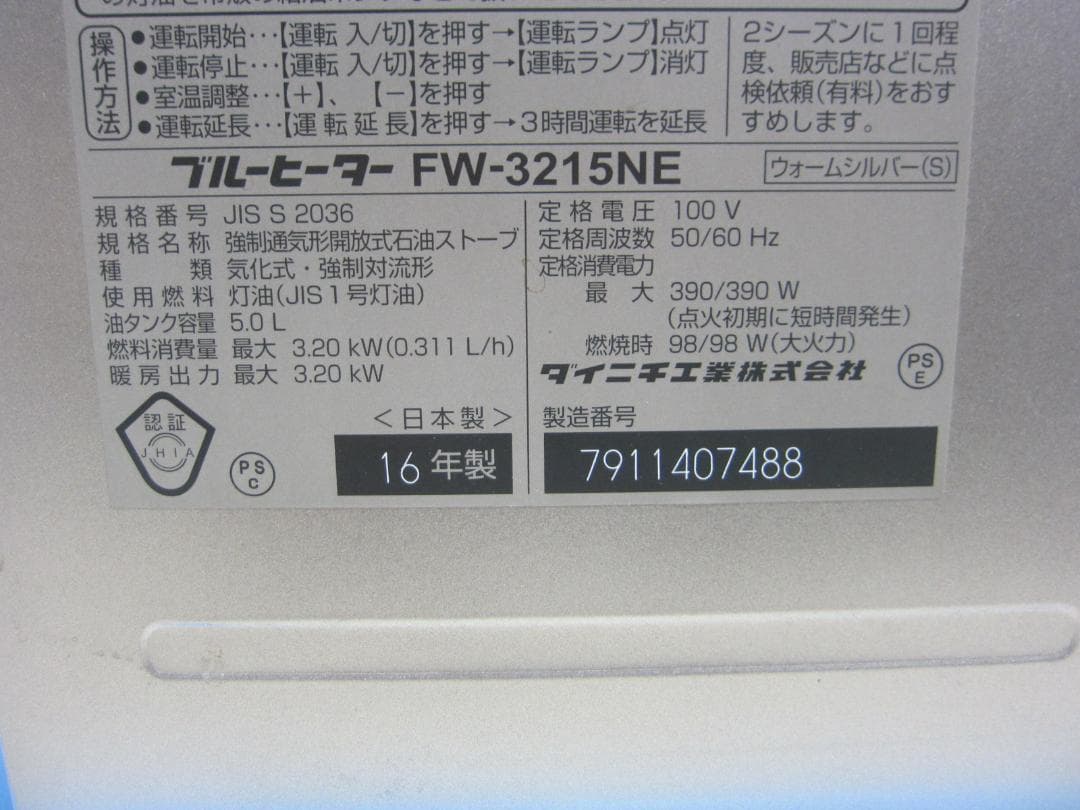 操作方法
●運転開始･･･【運転 入/切】を押す→【運転ランプ】点灯
●運転停止･･･【運転 入/切】を押す→【運転ランプ】消灯
●室温調整･･･【＋】、【－】を押す
●運転延長･･･【運転延長】を押す→3時間運転を延長
2シーズンに1回程
度、販売店などに点
検依頼(有料)をおす
すめします。
ブルーヒーター FW-3215NE
ウォームシルバー(S)
規格番号 JIS S 2036
規格名称 強制通気形開放式石油ストーブ
種類 気化式・強制対流形
使用燃料 灯油(JIS1号灯油)
油タンク容量 5.0 L
燃料消費量 最大 3.20 kW(0.311 L/h)
暖房出力 最大 3.20 kW
定格電圧 100 V
定格周波数 50/60 Hz
定格消費電力
最大 390/390 W
(点火初期に短時間発生)
燃焼時 98/98 W(大火力)
ダイニチ工業株式会社
PS
E
認証
JHIA
PS
C
＜日本製＞
16年製
製造番号
7911407488